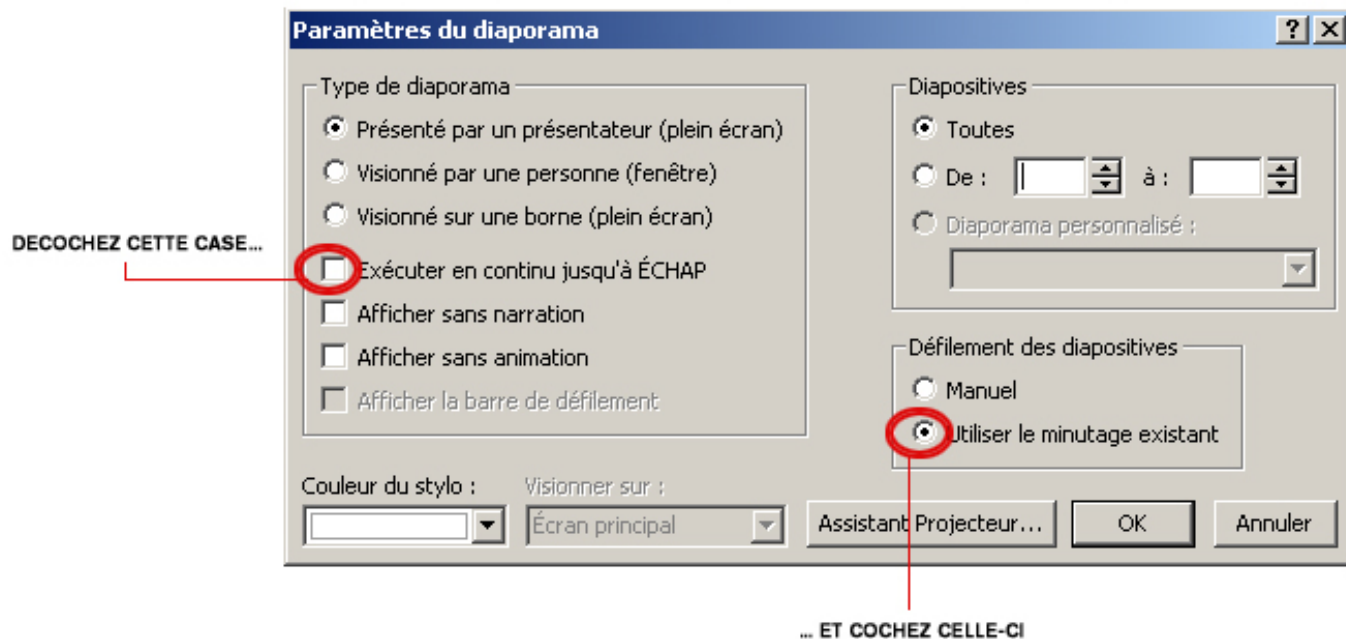 Paramètres du diaporama
Type de diaporama
Présenté par un présentateur (plein écran)
Visionné par une personne (fenêtre)
Visionné sur une borne (plein écran)
DECOCHEZ CETTE CASE...
Exécuter en continu jusqu'à ÉCHAP
Afficher sans narration
Afficher sans animation
Afficher la barre de défilement
Diapositives
Toutes
De : à :
Diaporama personnalisé :
Défilement des diapositives
Manuel
Utiliser le minutage existant
Couleur du stylo :
Visionner sur :
Écran principal
Assistant Projecteur...
OK
Annuler
... ET COCHEZ CELLE-CI